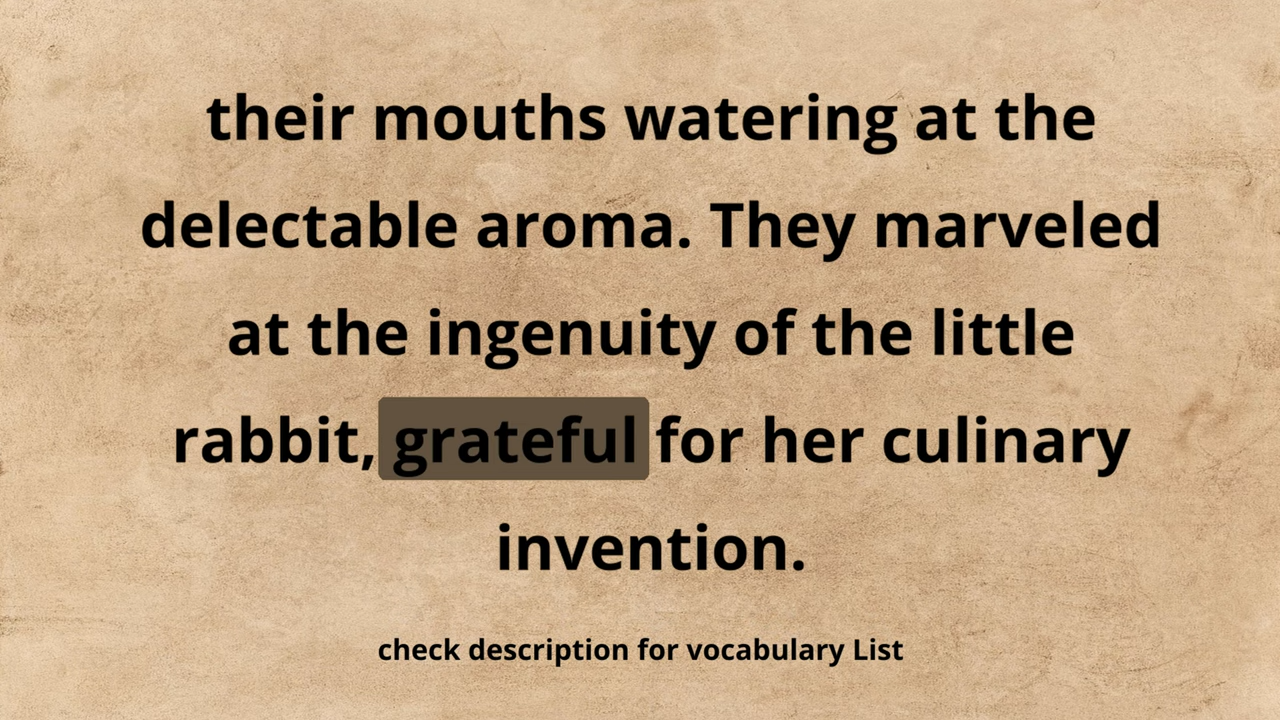 their mouths watering at the
delectable aroma. They marveled
at the ingenuity of the little
rabbit, grateful for her culinary
invention.
check description for vocabulary List